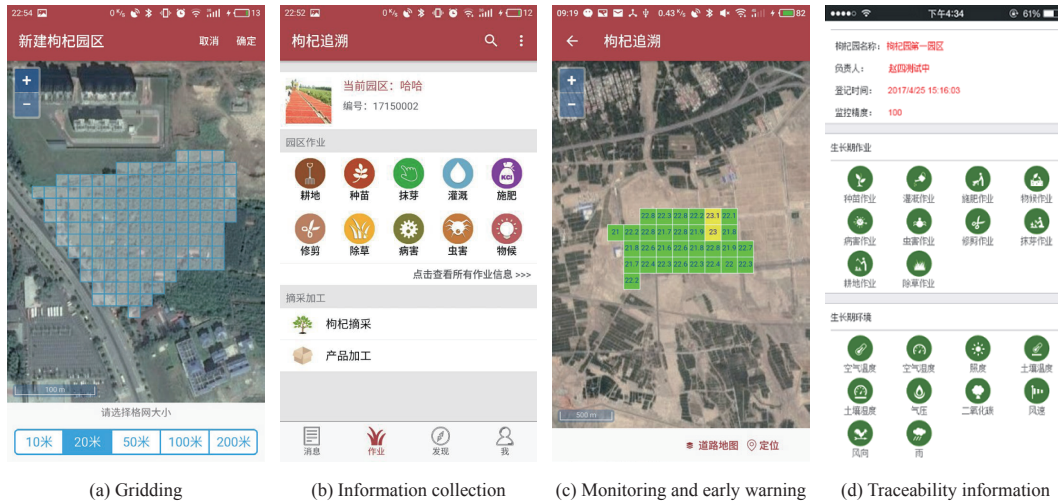 22:54
0 K/s
13
新建枸杞园区
取消
确定
+
−
100 m
请选择格网大小
10米
20米
50米
100米
200米
(a) Gridding
22:52
0 K/s
12
枸杞追溯
当前园区：哈哈
编号：17150002
园区作业
耕地
种苗
抹芽
灌溉
KCl
施肥
修剪
除草
病害
虫害
物候
点击查看所有作业信息 >>>
摘采加工
枸杞摘采
产品加工
消息
作业
发现
我
(b) Information collection
09:19
0.43 K/s
82
枸杞追溯
+
−
22.8 22.3 22.8 22.2 23.1 22.1
21 22.2 22.8 21.7 22.8 21.9 23 21.8
21.8 22.6 21.6 22.6 21.8 22.8 21.9 22.7
21.7 22.4 22.3 22.6 22.3 22.4 22 22.3
22.2
500 m
道路地图
定位
(c) Monitoring and early warning
下午4:34
61%
枸杞园名称：枸杞园第一园区
负责人：赵四测试中
登记时间：2017/4/25 15:16:03
监控精度：100
生长期作业
种苗作业
灌溉作业
施肥作业
物候作业
病害作业
虫害作业
修剪作业
抹芽作业
耕地作业
除草作业
生长期环境
空气温度
空气湿度
照度
土壤温度
土壤湿度
气压
二氧化碳
风速
风向
雨
(d) Traceability information